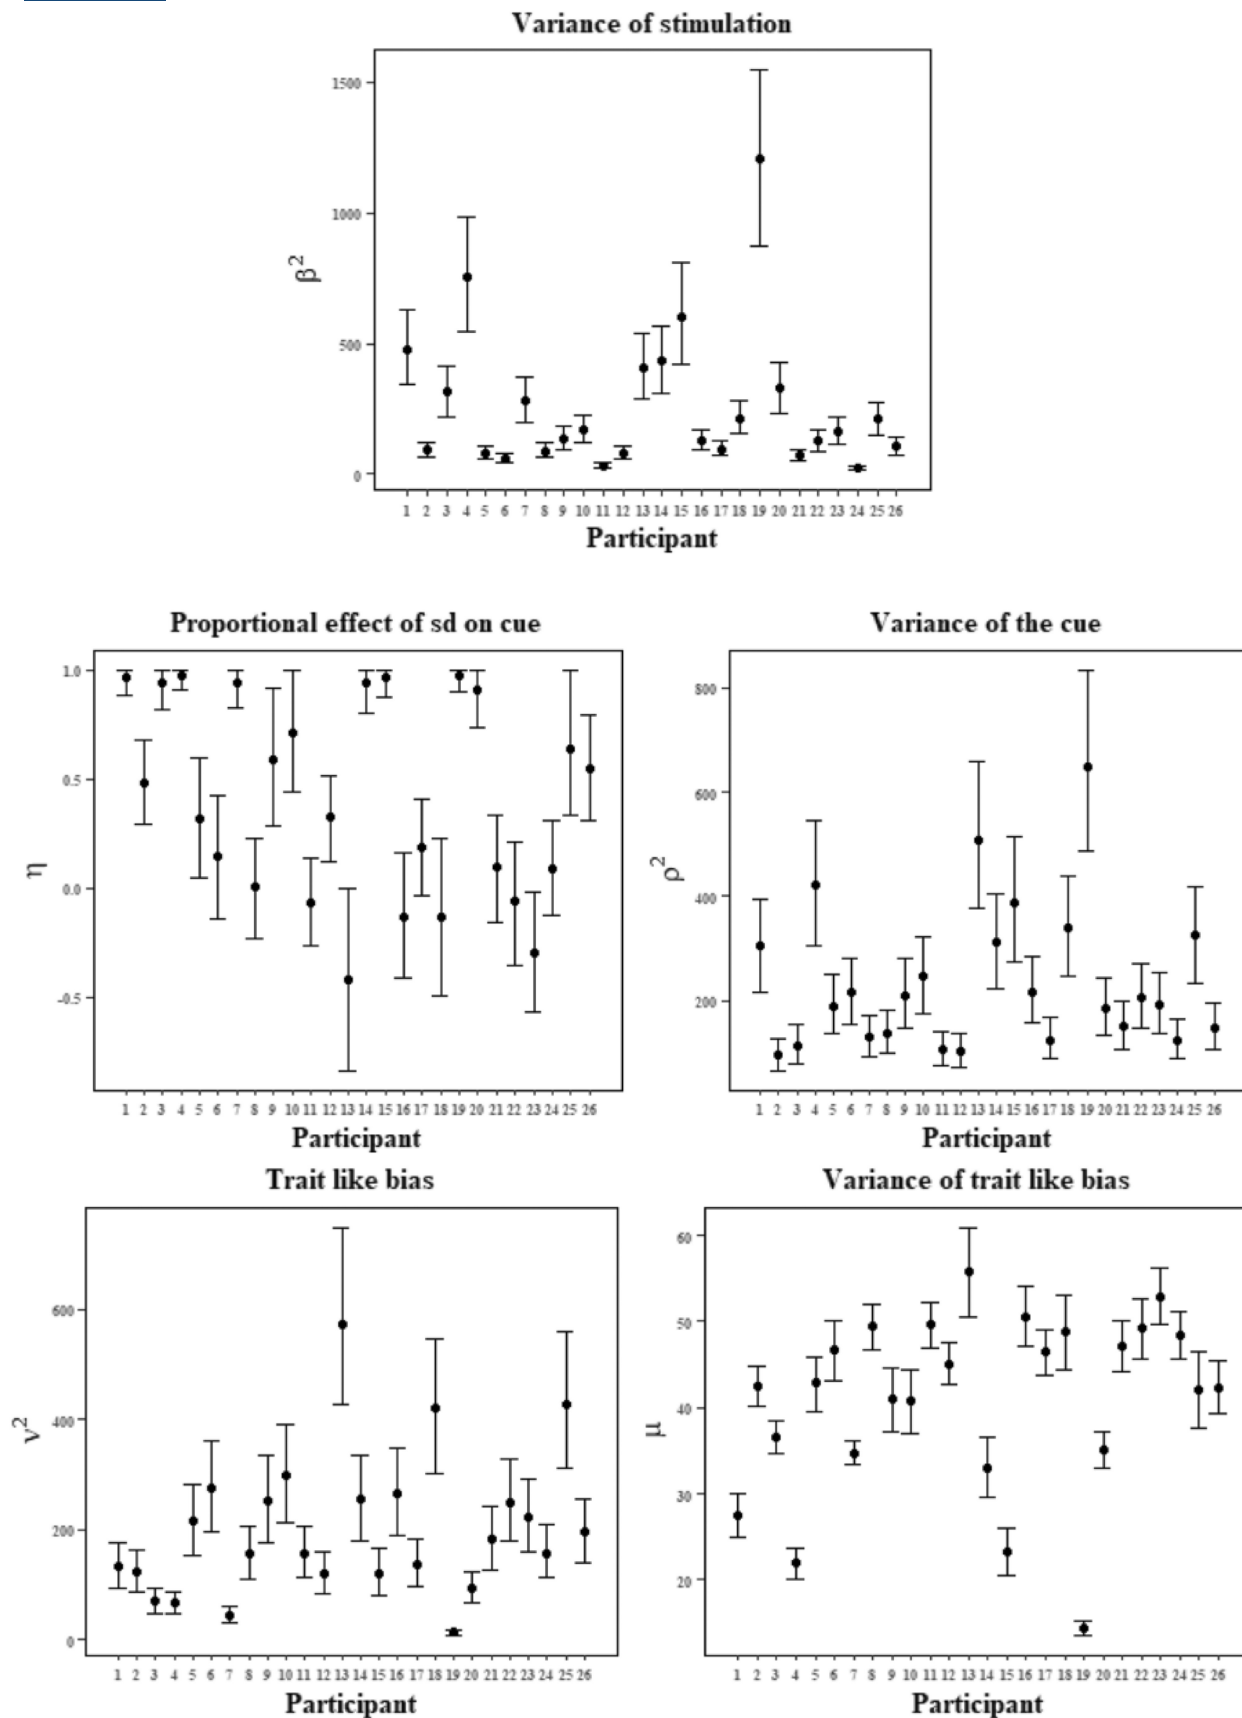 Variance of stimulation
1500
1000
500
0
β²
1 2 3 4 5 6 7 8 9 10 11 12 13 14 15 16 17 18 19 20 21 22 23 24 25 26
Participant
Proportional effect of sd on cue
1.0
0.5
0.0
-0.5
η
1 2 3 4 5 6 7 8 9 10 11 12 13 14 15 16 17 18 19 20 21 22 23 24 25 26
Participant
Variance of the cue
800
600
400
200
ρ²
1 2 3 4 5 6 7 8 9 10 11 12 13 14 15 16 17 18 19 20 21 22 23 24 25 26
Participant
Trait like bias
600
400
200
0
ν²
1 2 3 4 5 6 7 8 9 10 11 12 13 14 15 16 17 18 19 20 21 22 23 24 25 26
Participant
Variance of trait like bias
60
50
40
30
20
μ
1 2 3 4 5 6 7 8 9 10 11 12 13 14 15 16 17 18 19 20 21 22 23 24 25 26
Participant